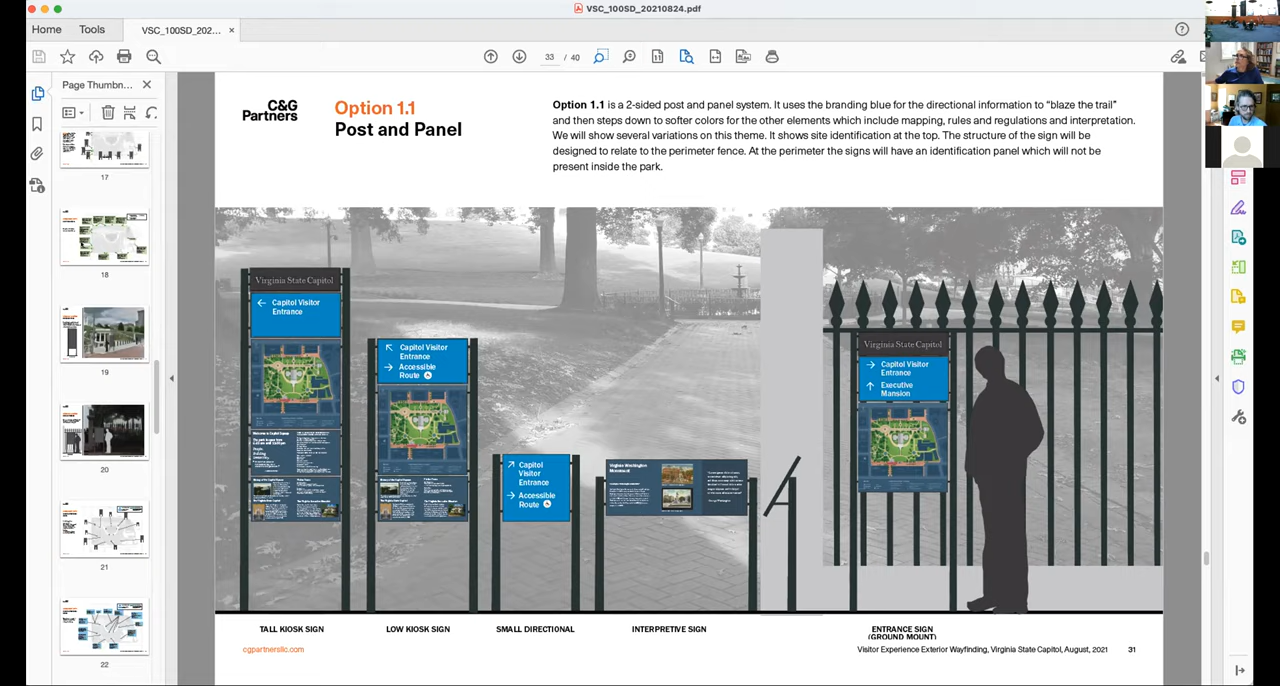 VSC_100SD_20210824.pdf
Home
Tools
VSC_100SD_202...
33 / 40
Page Thumbn...
17
18
19
20
21
22
C&G
Partners
Option 1.1
Post and Panel
Option 1.1 is a 2-sided post and panel system. It uses the branding blue for the directional information to “blaze the trail”
and then steps down to softer colors for the other elements which include mapping, rules and regulations and interpretation.
We will show several variations on this theme. It shows site identification at the top. The structure of the sign will be
designed to relate to the perimeter fence. At the perimeter the signs will have an identification panel which will not be
present inside the park.
Virginia State Capitol
← Capitol Visitor
Entrance
↖ Capitol Visitor
Entrance
→ Accessible
Route
↗ Capitol
Visitor
Entrance
→ Accessible
Route
Virginia Washington
Monument
Virginia State Capitol
→ Capitol Visitor
Entrance
↑ Executive
Mansion
TALL KIOSK SIGN
LOW KIOSK SIGN
SMALL DIRECTIONAL
INTERPRETIVE SIGN
ENTRANCE SIGN
(GROUND MOUNT)
cgpartnersllc.com
Visitor Experience Exterior Wayfinding, Virginia State Capitol, August, 2021
31